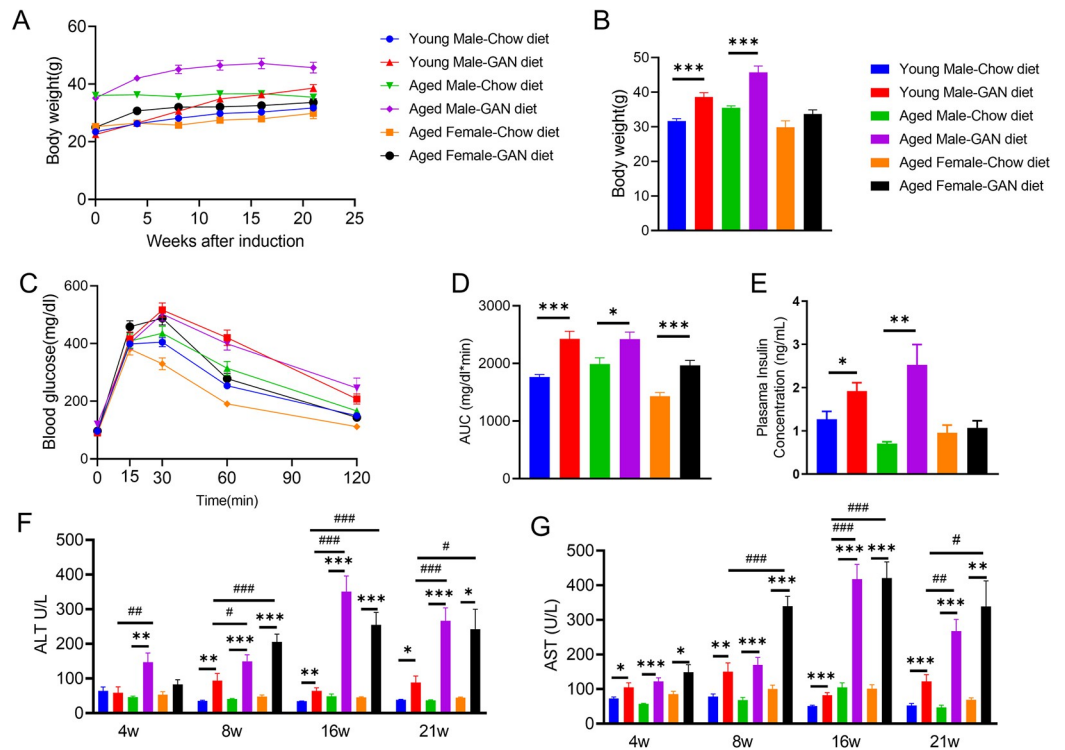 A
Body weight(g)
60
40
20
0
0 5 10 15 20 25
Weeks after induction
Young Male-Chow diet
Young Male-GAN diet
Aged Male-Chow diet
Aged Male-GAN diet
Aged Female-Chow diet
Aged Female-GAN diet
B
Body weight(g)
50
40
30
20
10
0
***
***
Young Male-Chow diet
Young Male-GAN diet
Aged Male-Chow diet
Aged Male-GAN diet
Aged Female-Chow diet
Aged Female-GAN diet
C
Blood glucose(mg/dl)
600
400
200
0
0 15 30 60 90 120
Time(min)
D
AUC (mg/dl*min)
3000
2000
1000
0
***
*
***
E
Plasama Insulin
Concentration (ng/mL)
4
3
2
1
0
*
**
F
ALT U/L
500
400
300
200
100
0
##
**
###
#
**
***
***
###
###
**
***
***
#
###
*
***
*
4w 8w 16w 21w
G
AST (U/L)
500
400
300
200
100
0
*
***
*
###
**
***
***
###
###
***
***
***
#
##
***
***
**
4w 8w 16w 21w